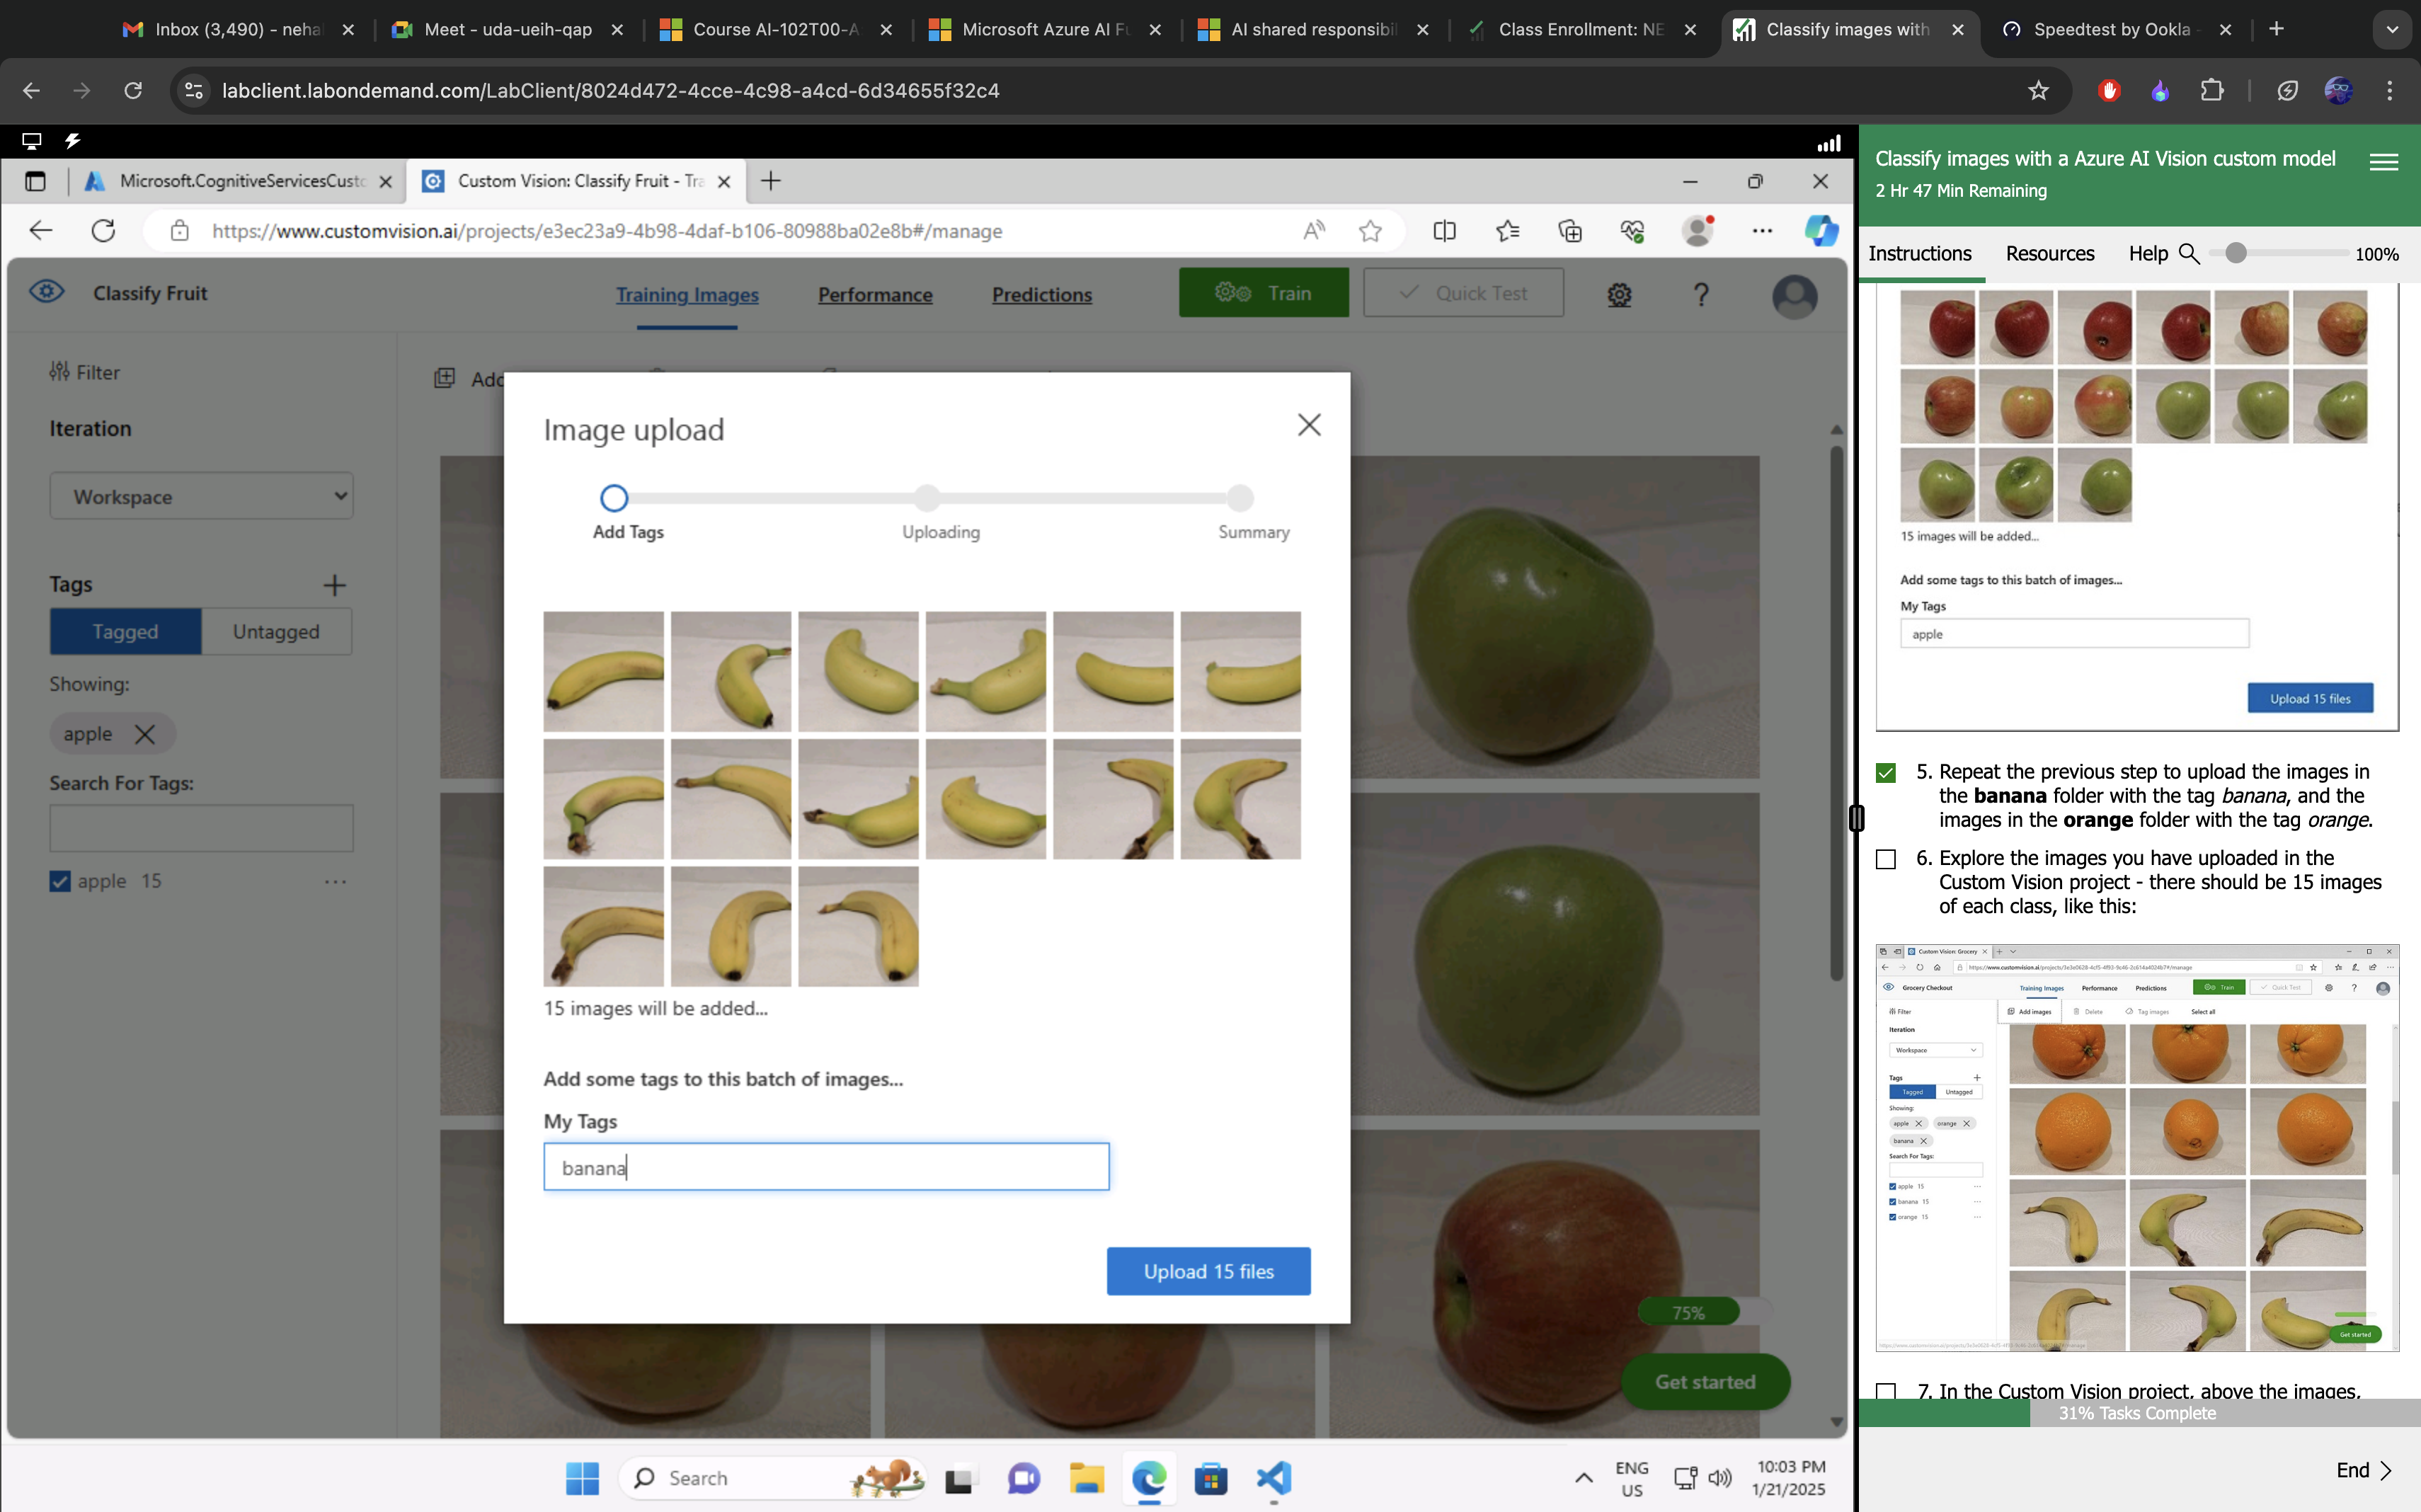 Inbox (3,490) - neha
Meet - uda-ueih-qap
Course AI-102T00-A
Microsoft Azure AI Fu
AI shared responsibil
Class Enrollment: NE
Classify images with
Speedtest by Ookla -
labclient.labondemand.com/LabClient/8024d472-4cce-4c98-a4cd-6d34655f32c4
Microsoft.CognitiveServicesCusto
Custom Vision: Classify Fruit - Tra
https://www.customvision.ai/projects/e3ec23a9-4b98-4daf-b106-80988ba02e8b#/manage
Classify Fruit
Training Images
Performance
Predictions
Train
Quick Test
?
Filter
Iteration
Workspace
Tags
Tagged
Untagged
Showing:
apple
Search For Tags:
apple 15
Add
Image upload
Add Tags
Uploading
Summary
15 images will be added...
Add some tags to this batch of images...
My Tags
banana
Upload 15 files
75%
Get started
Search
ENG
US
10:03 PM
1/21/2025
Classify images with a Azure AI Vision custom model
2 Hr 47 Min Remaining
Instructions
Resources
Help
100%
15 images will be added...
Add some tags to this batch of images...
My Tags
apple
Upload 15 files
5. Repeat the previous step to upload the images in
the banana folder with the tag banana, and the
images in the orange folder with the tag orange.
6. Explore the images you have uploaded in the
Custom Vision project - there should be 15 images
of each class, like this:
Custom Vision: Grocery
Grocery Checkout
Training Images
Performance
Predictions
Train
Quick Test
?
Filter
Add images
Delete
Tag images
Select all
Iteration
Workspace
Tags
Tagged
Untagged
Showing:
apple
orange
banana
Search For Tags:
apple 15
banana 15
orange 15
Get started
7. In the Custom Vision project, above the images,
31% Tasks Complete
End